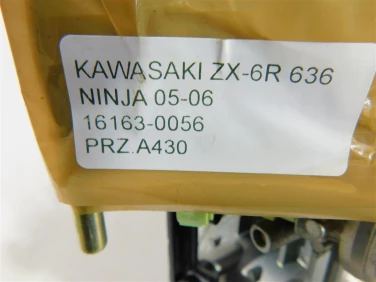 KAWASAKI ZX-6R 636
NINJA 05-06
16163-0056
PRZ.A430